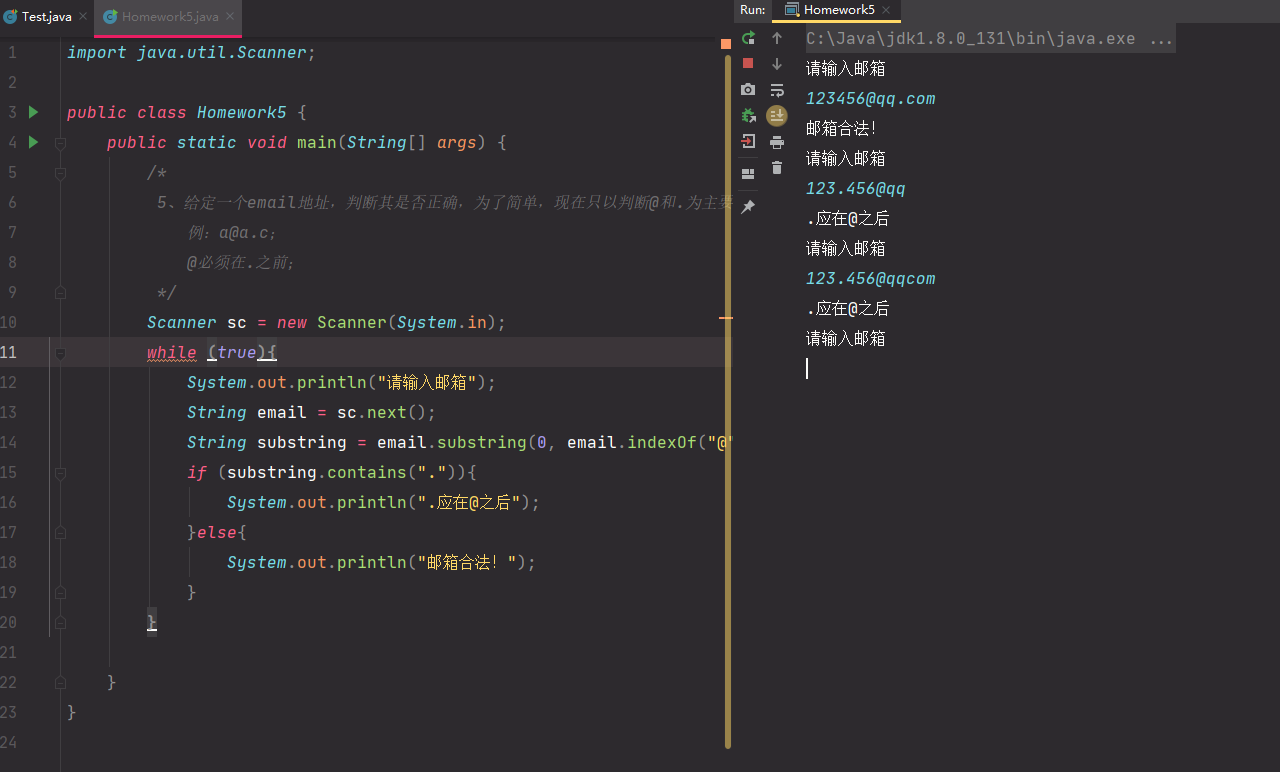 Test.java
Homework5.java
1 import java.util.Scanner;
2
3 public class Homework5 {
4 public static void main(String[] args) {
5 /*
6 5、给定一个email地址，判断其是否正确，为了简单，现在只以判断@和.为主要
7 例：a@a.c；
8 @必须在.之前；
9 */
10 Scanner sc = new Scanner(System.in);
11 while (true){
12 System.out.println("请输入邮箱");
13 String email = sc.next();
14 String substring = email.substring(0, email.indexOf("@"
15 if (substring.contains(".")){
16 System.out.println(".应在@之后");
17 }else{
18 System.out.println("邮箱合法！");
19 }
20 }
21
22 }
23 }
24
Run: Homework5
C:\Java\jdk1.8.0_131\bin\java.exe ...
请输入邮箱
123456@qq.com
邮箱合法！
请输入邮箱
123.456@qq
.应在@之后
请输入邮箱
123.456@qqcom
.应在@之后
请输入邮箱